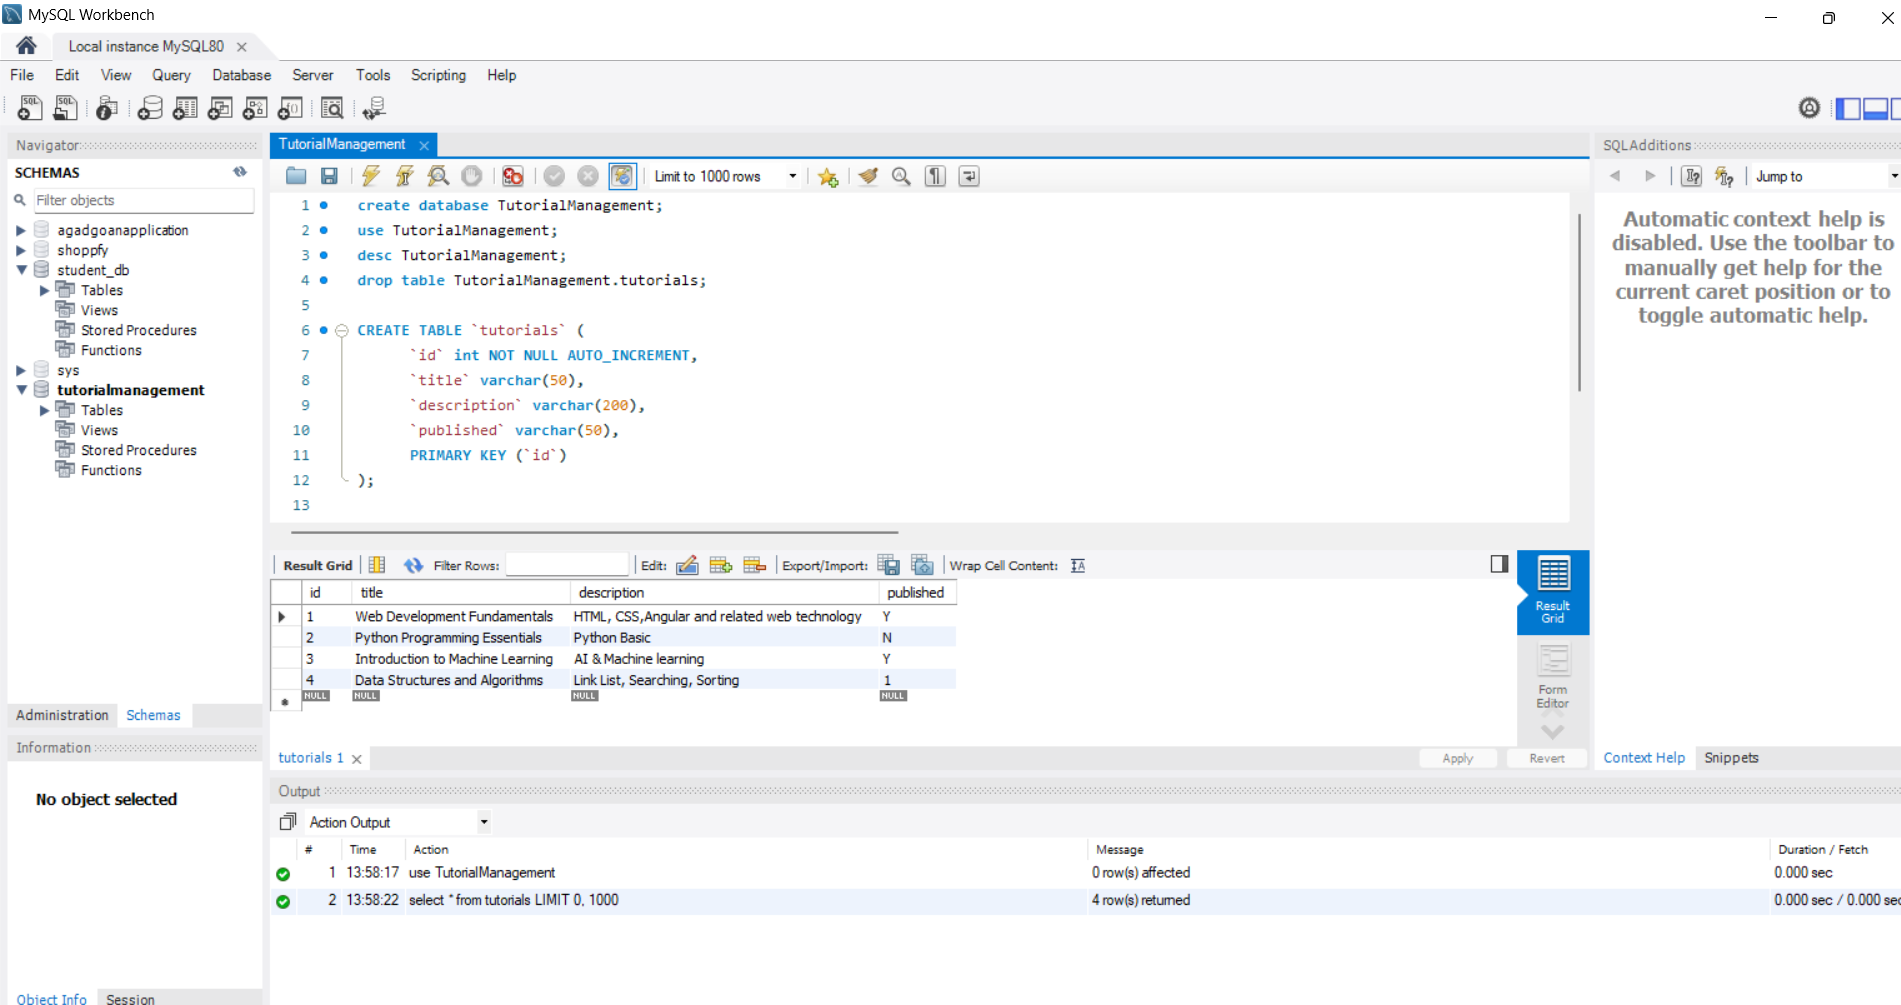 MySQL Workbench
Local instance MySQL80
File Edit View Query Database Server Tools Scripting Help
Navigator
SCHEMAS
Filter objects
agadgoanapplication
shoppfy
student_db
Tables
Views
Stored Procedures
Functions
sys
tutorialmanagement
Tables
Views
Stored Procedures
Functions
Administration Schemas
Information
No object selected
Object Info Session
TutorialManagement
Limit to 1000 rows
1 create database TutorialManagement;
2 use TutorialManagement;
3 desc TutorialManagement;
4 drop table TutorialManagement.tutorials;
5
6 CREATE TABLE `tutorials` (
7 `id` int NOT NULL AUTO_INCREMENT,
8 `title` varchar(50),
9 `description` varchar(200),
10 `published` varchar(50),
11 PRIMARY KEY (`id`)
12 );
13
Result Grid Filter Rows: Edit: Export/Import: Wrap Cell Content:
id title description published
1 Web Development Fundamentals HTML, CSS,Angular and related web technology Y
2 Python Programming Essentials Python Basic N
3 Introduction to Machine Learning AI & Machine learning Y
4 Data Structures and Algorithms Link List, Searching, Sorting 1
NULL NULL NULL NULL
Result
Grid
Form
Editor
tutorials 1
Apply Revert
Output
Action Output
# Time Action Message Duration / Fetch
1 13:58:17 use TutorialManagement 0 row(s) affected 0.000 sec
2 13:58:22 select * from tutorials LIMIT 0, 1000 4 row(s) returned 0.000 sec / 0.000 sec
SQLAdditions
Jump to
Automatic context help is
disabled. Use the toolbar to
manually get help for the
current caret position or to
toggle automatic help.
Context Help Snippets